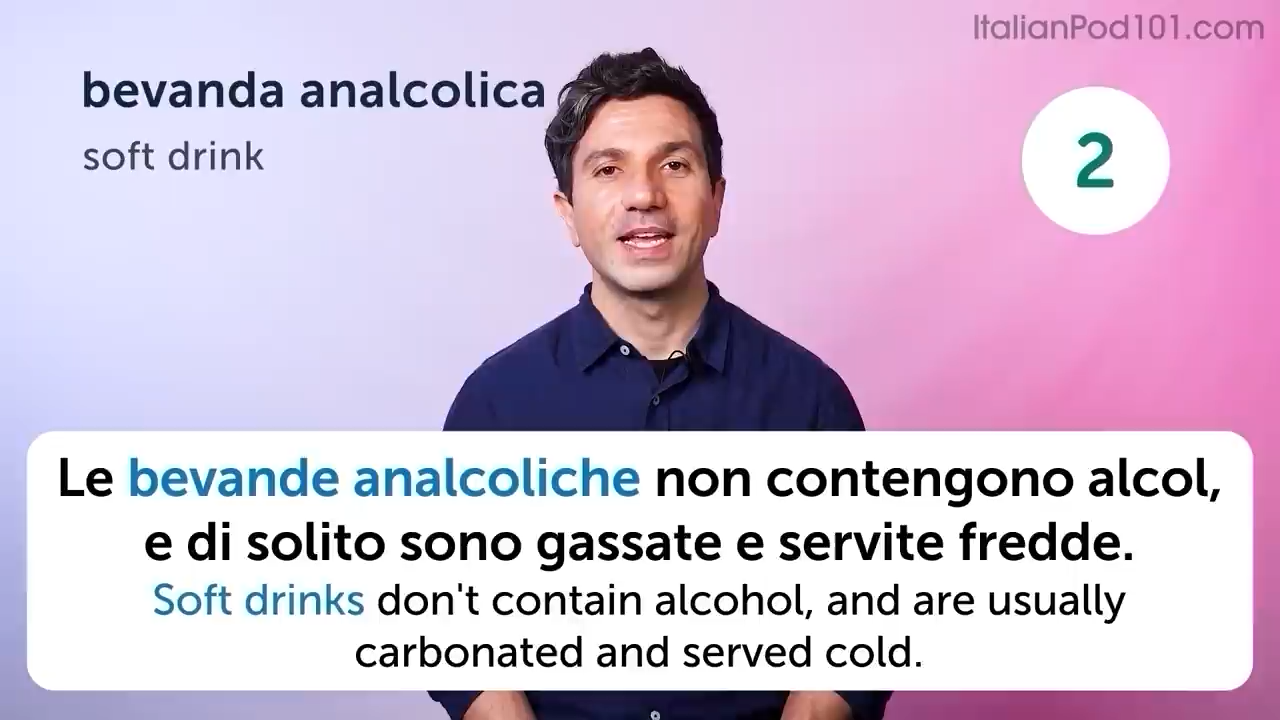 ItalianPod101.com
bevanda analcolica
soft drink
2
Le bevande analcoliche non contengono alcol,
e di solito sono gassate e servite fredde.
Soft drinks don't contain alcohol, and are usually
carbonated and served cold.